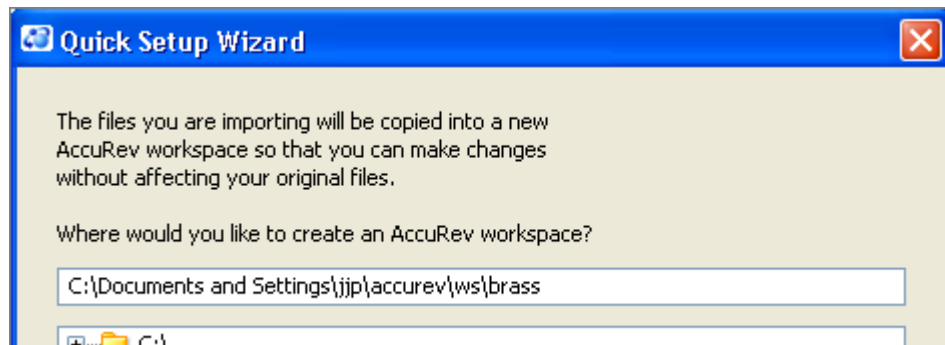 Quick Setup Wizard
The files you are importing will be copied into a new
AccuRev workspace so that you can make changes
without affecting your original files.
Where would you like to create an AccuRev workspace?
C:\Documents and Settings\jjp\accurev\ws\brass
C:\